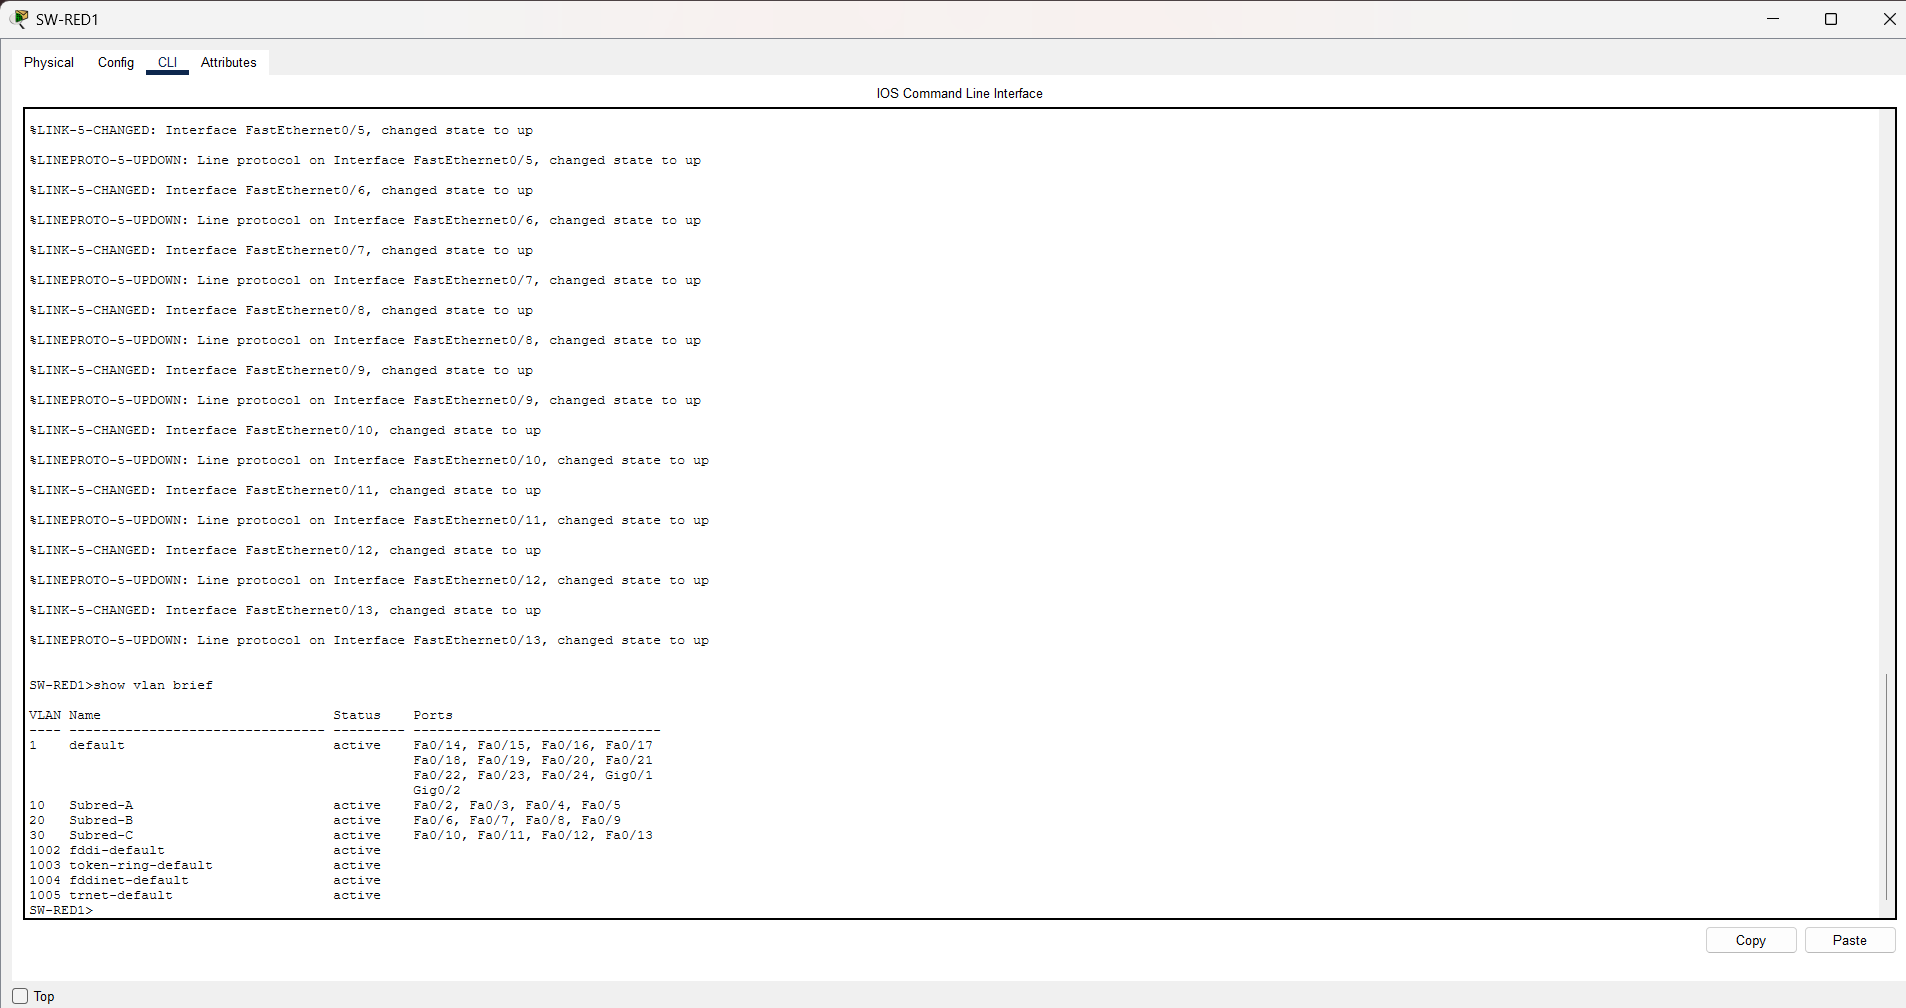 SW-RED1
Physical Config CLI Attributes
IOS Command Line Interface
%LINK-5-CHANGED: Interface FastEthernet0/5, changed state to up
%LINEPROTO-5-UPDOWN: Line protocol on Interface FastEthernet0/5, changed state to up
%LINK-5-CHANGED: Interface FastEthernet0/6, changed state to up
%LINEPROTO-5-UPDOWN: Line protocol on Interface FastEthernet0/6, changed state to up
%LINK-5-CHANGED: Interface FastEthernet0/7, changed state to up
%LINEPROTO-5-UPDOWN: Line protocol on Interface FastEthernet0/7, changed state to up
%LINK-5-CHANGED: Interface FastEthernet0/8, changed state to up
%LINEPROTO-5-UPDOWN: Line protocol on Interface FastEthernet0/8, changed state to up
%LINK-5-CHANGED: Interface FastEthernet0/9, changed state to up
%LINEPROTO-5-UPDOWN: Line protocol on Interface FastEthernet0/9, changed state to up
%LINK-5-CHANGED: Interface FastEthernet0/10, changed state to up
%LINEPROTO-5-UPDOWN: Line protocol on Interface FastEthernet0/10, changed state to up
%LINK-5-CHANGED: Interface FastEthernet0/11, changed state to up
%LINEPROTO-5-UPDOWN: Line protocol on Interface FastEthernet0/11, changed state to up
%LINK-5-CHANGED: Interface FastEthernet0/12, changed state to up
%LINEPROTO-5-UPDOWN: Line protocol on Interface FastEthernet0/12, changed state to up
%LINK-5-CHANGED: Interface FastEthernet0/13, changed state to up
%LINEPROTO-5-UPDOWN: Line protocol on Interface FastEthernet0/13, changed state to up
SW-RED1>show vlan brief
VLAN Name                             Status    Ports
---- -------------------------------- --------- -------------------------------
1    default                          active    Fa0/14, Fa0/15, Fa0/16, Fa0/17
                                                Fa0/18, Fa0/19, Fa0/20, Fa0/21
                                                Fa0/22, Fa0/23, Fa0/24, Gig0/1
                                                Gig0/2
10   Subred-A                         active    Fa0/2, Fa0/3, Fa0/4, Fa0/5
20   Subred-B                         active    Fa0/6, Fa0/7, Fa0/8, Fa0/9
30   Subred-C                         active    Fa0/10, Fa0/11, Fa0/12, Fa0/13
1002 fddi-default                     active
1003 token-ring-default               active
1004 fddinet-default                  active
1005 trnet-default                    active
SW-RED1>
Copy Paste
Top